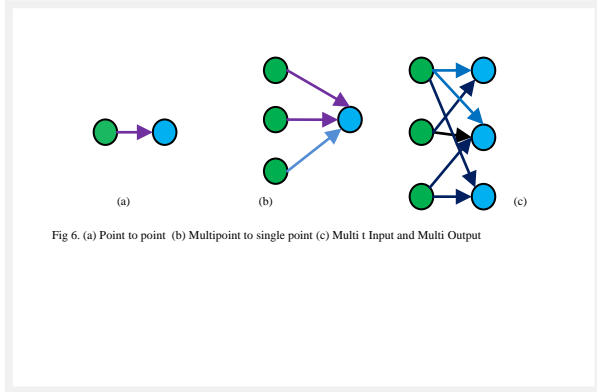 (a)
(b)
(c)
Fig 6. (a) Point to point (b) Multipoint to single point (c) Multi t Input and Multi Output